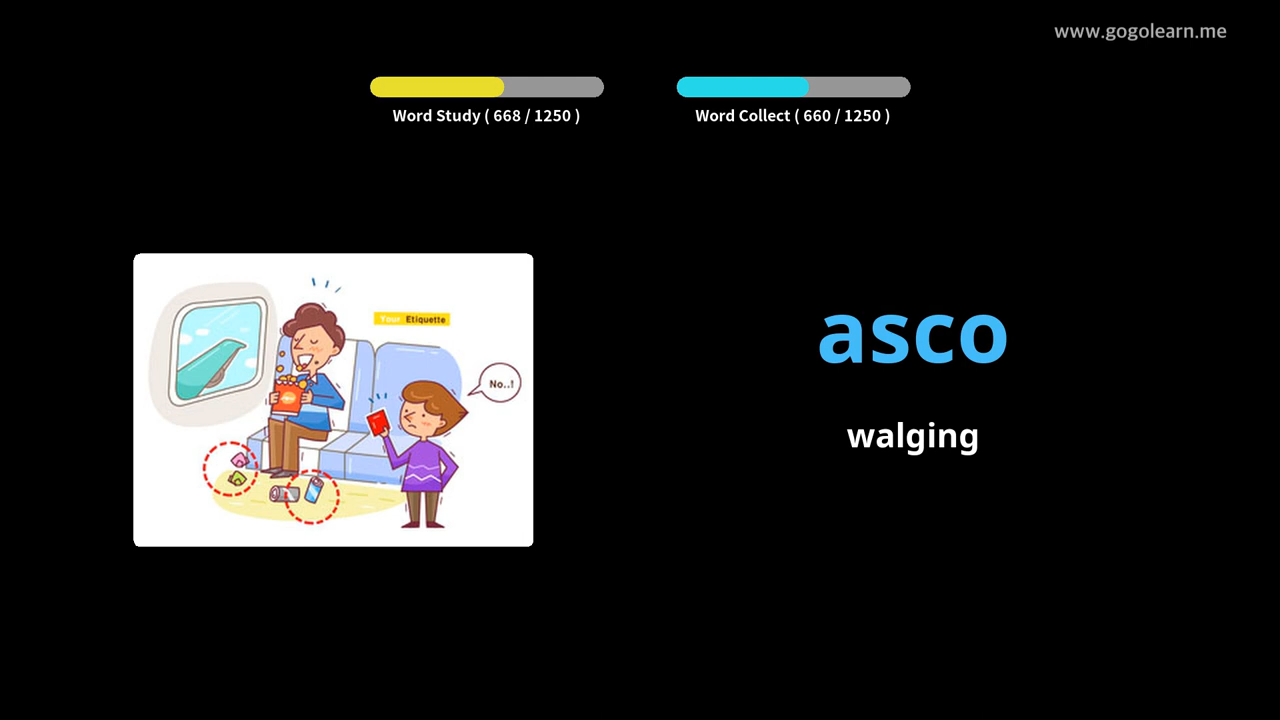 www.gogolearn.me
Word Study ( 668 / 1250 )
Word Collect ( 660 / 1250 )
Your Etiquette
No..!
asco
walging